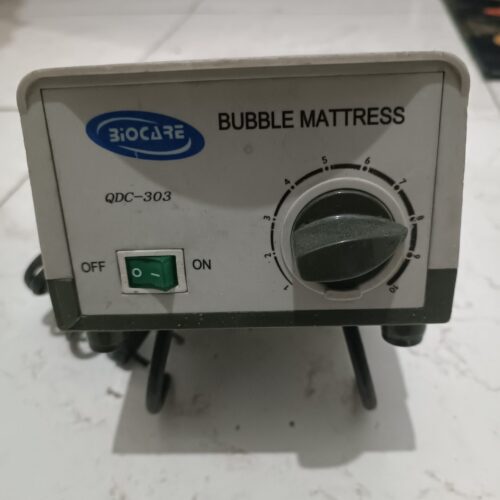 BIOCARE
BUBBLE MATTRESS
QDC-303
OFF
ON
1
2
3
4
5
6
7
8
9
10